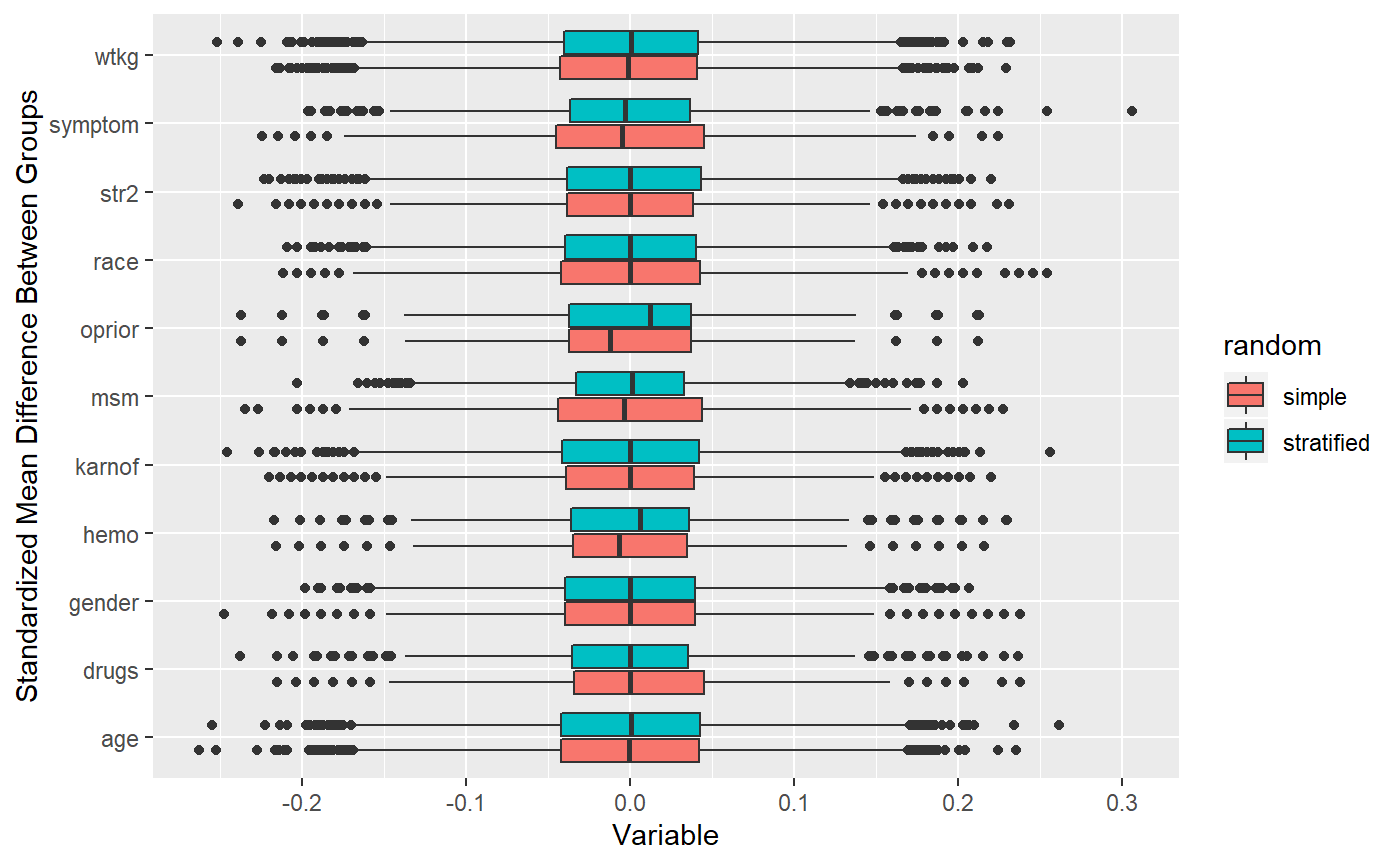 Standardized Mean Difference Between Groups
wtkg
symptom
str2
race
oprior
msm
karnof
hemo
gender
drugs
age
-0.2
-0.1
0.0
0.1
0.2
0.3
Variable
random
simple
stratified